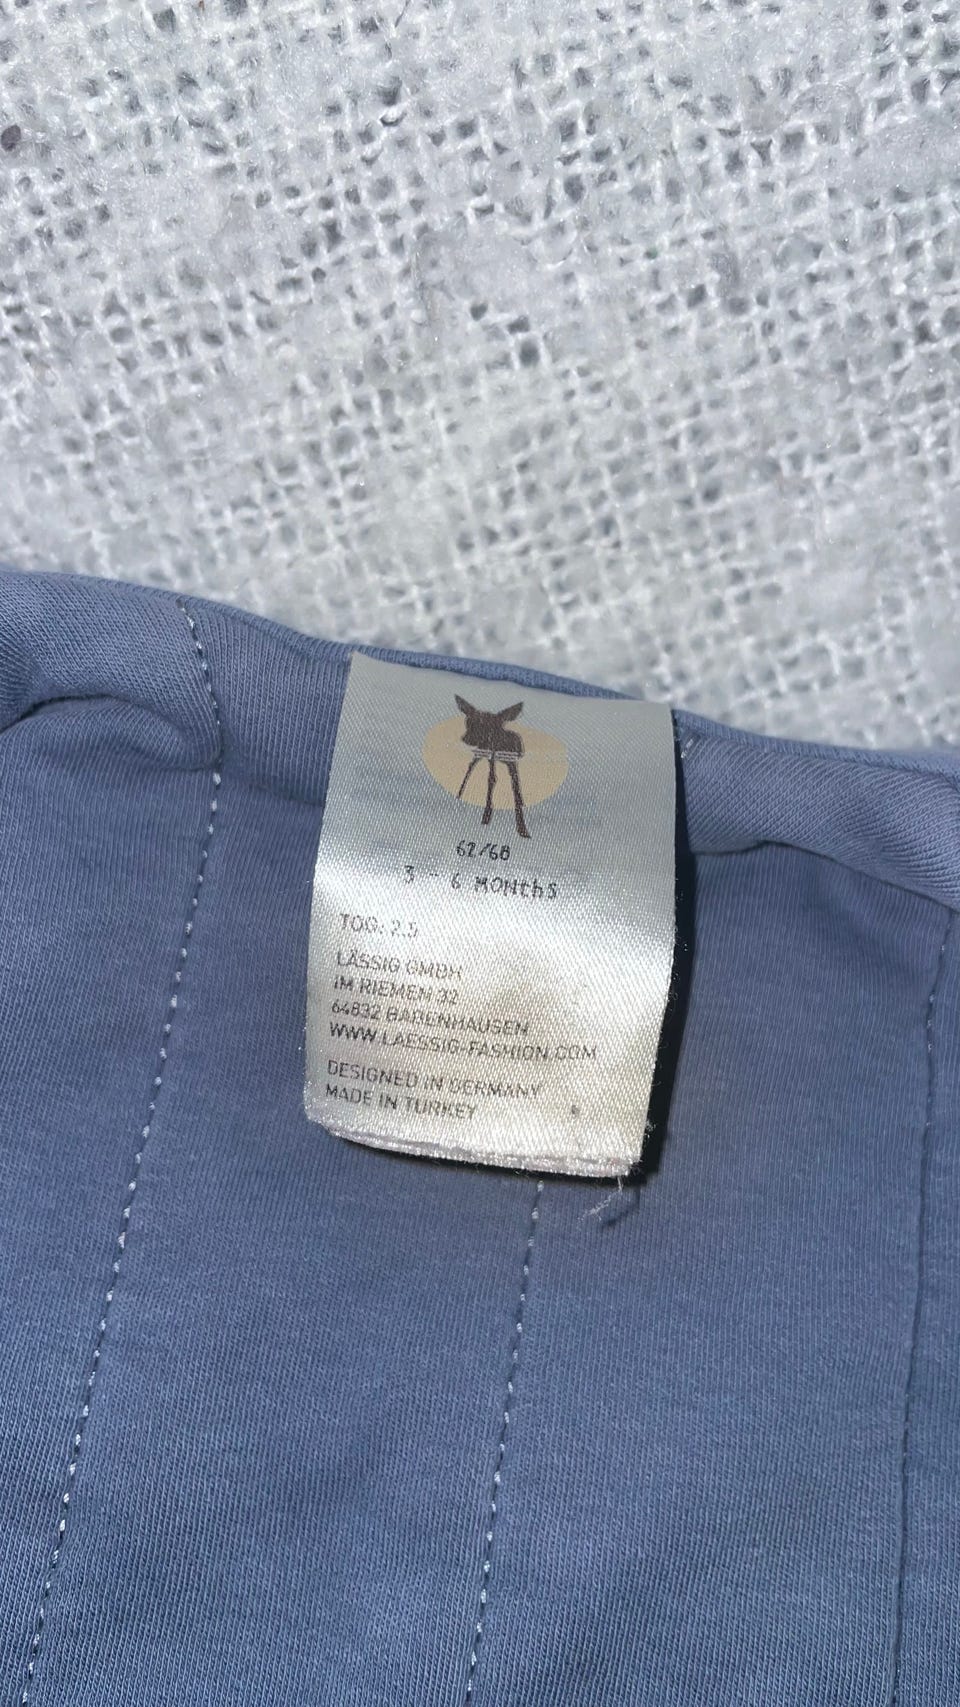 62/68
3 - 6 MONthS
TOG: 2.5
LÄSSIG GMBH
IM RIEMEN 32
64832 BABENHAUSEN
WWW.LAESSIG-FASHION.COM
DESIGNED IN GERMANY
MADE IN TURKEY